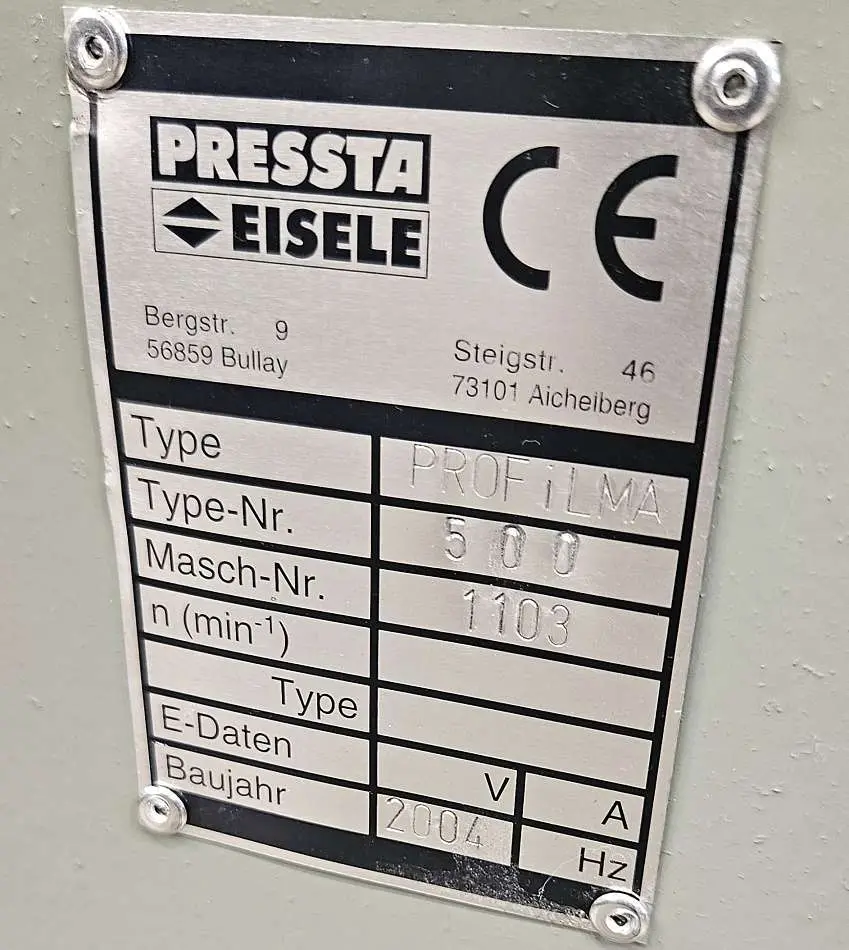 PRESSTA
EISELE
CE
Bergstr. 9
56859 Bullay
Steigstr. 46
73101 Aichelberg
Type PROFiLMA
Type-Nr. 500
Masch-Nr. 1103
n (min-1)
Type
E-Daten V A
Baujahr 2004 Hz